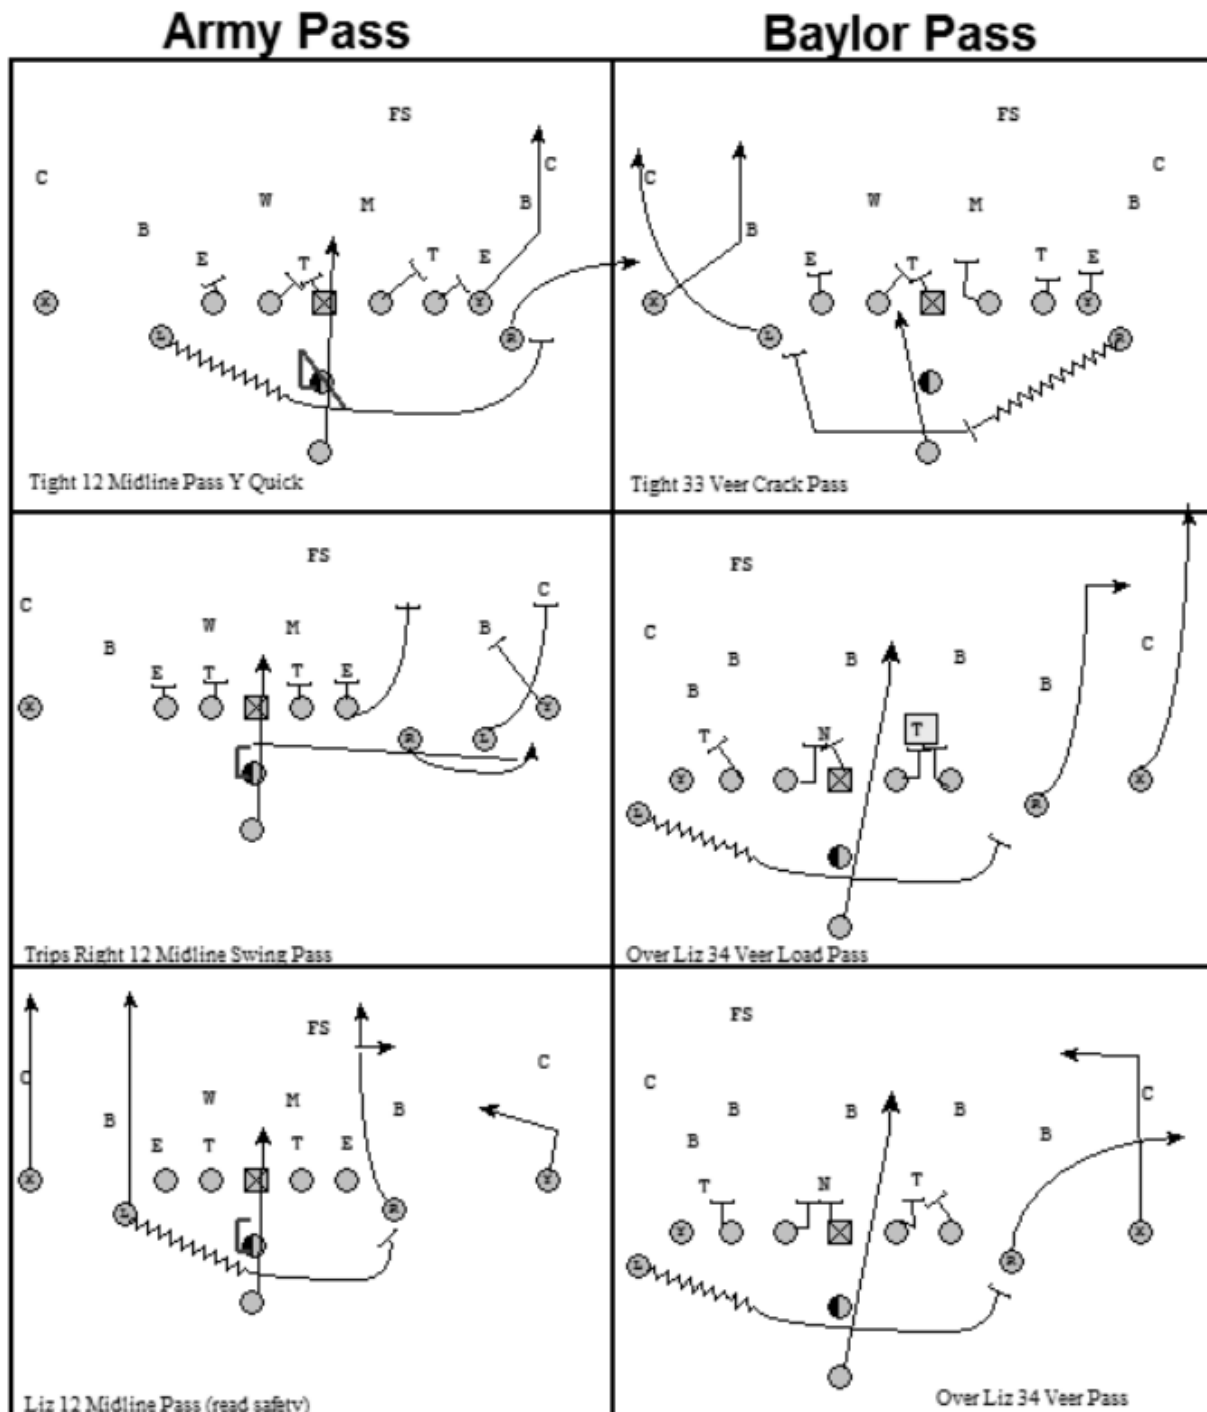 Army Pass
Baylor Pass
FS
C C
W M B
B
E T T E
X Y
L R
Tight 12 Midline Pass Y Quick
FS
C C
W M B
B
E T T E
X Y
L R
Tight 33 Veer Crack Pass
FS
C C
W M B
B
E T T E
X Y
R L
Trips Right 12 Midline Swing Pass
FS
C C
B B B
B B
T N T
Y X
L R
Over Liz 34 Veer Load Pass
FS
C C
W M B
B
E T T E
X Y
L R
Liz 12 Midline Pass (read safety)
FS
C C
B B B
B B
T N T
Y X
L R
Over Liz 34 Veer Pass